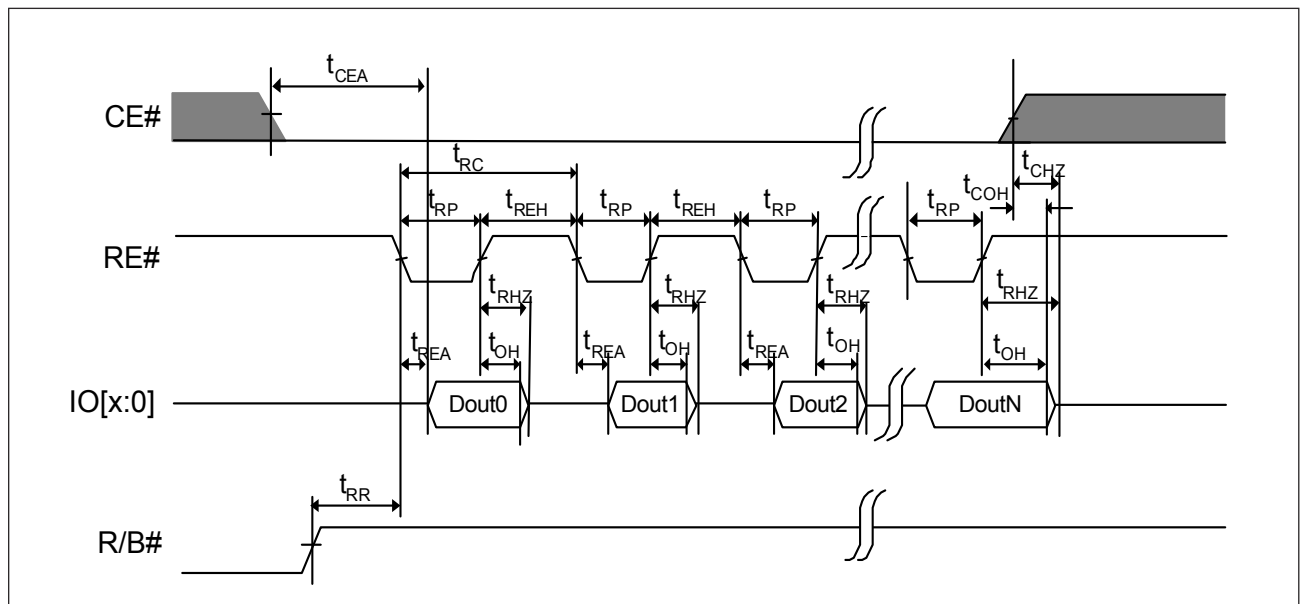 tCEA
CE#
tRC
tCHZ
tCOH
tRP tREH tRP tREH tRP tRP
RE#
tRHZ tRHZ tRHZ tRHZ
tREA tOH tREA tOH tREA tOH tOH
IO[x:0] Dout0 Dout1 Dout2 DoutN
tRR
R/B#